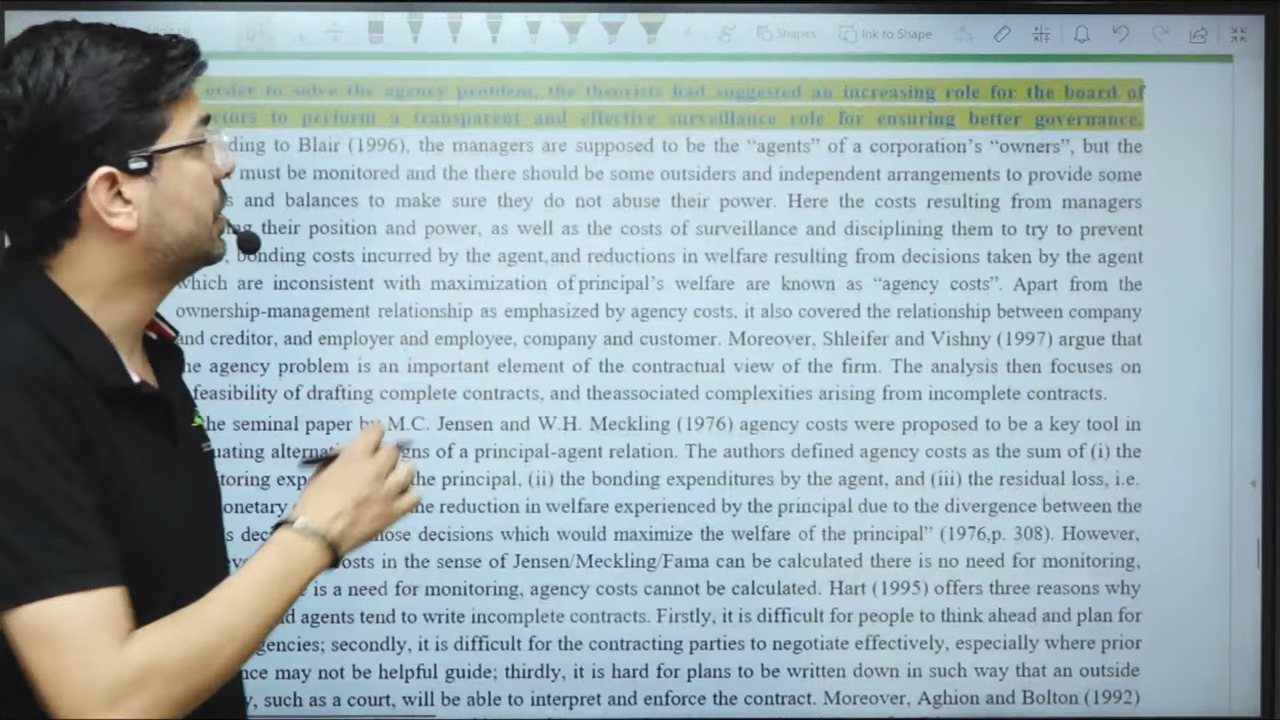 Shapes
Ink to Shape
order to solve the agency problem, the theorists had suggested an increasing role for the board of
ctors to perform a transparent and effective surveillance role for ensuring better governance.
ding to Blair (1996), the managers are supposed to be the “agents” of a corporation’s “owners”, but the
must be monitored and the there should be some outsiders and independent arrangements to provide some
s and balances to make sure they do not abuse their power. Here the costs resulting from managers
ng their position and power, as well as the costs of surveillance and disciplining them to try to prevent
, bonding costs incurred by the agent,and reductions in welfare resulting from decisions taken by the agent
which are inconsistent with maximization of principal’s welfare are known as “agency costs”. Apart from the
ownership-management relationship as emphasized by agency costs, it also covered the relationship between company
and creditor, and employer and employee, company and customer. Moreover, Shleifer and Vishny (1997) argue that
he agency problem is an important element of the contractual view of the firm. The analysis then focuses on
feasibility of drafting complete contracts, and theassociated complexities arising from incomplete contracts.
he seminal paper by M.C. Jensen and W.H. Meckling (1976) agency costs were proposed to be a key tool in
uating alternati gns of a principal-agent relation. The authors defined agency costs as the sum of (i) the
toring exp the principal, (ii) the bonding expenditures by the agent, and (iii) the residual loss, i.e.
onetary he reduction in welfare experienced by the principal due to the divergence between the
s dec hose decisions which would maximize the welfare of the principal” (1976,p. 308). However,
eve osts in the sense of Jensen/Meckling/Fama can be calculated there is no need for monitoring,
e is a need for monitoring, agency costs cannot be calculated. Hart (1995) offers three reasons why
d agents tend to write incomplete contracts. Firstly, it is difficult for people to think ahead and plan for
gencies; secondly, it is difficult for the contracting parties to negotiate effectively, especially where prior
nce may not be helpful guide; thirdly, it is hard for plans to be written down in such way that an outside
y, such as a court, will be able to interpret and enforce the contract. Moreover, Aghion and Bolton (1992)